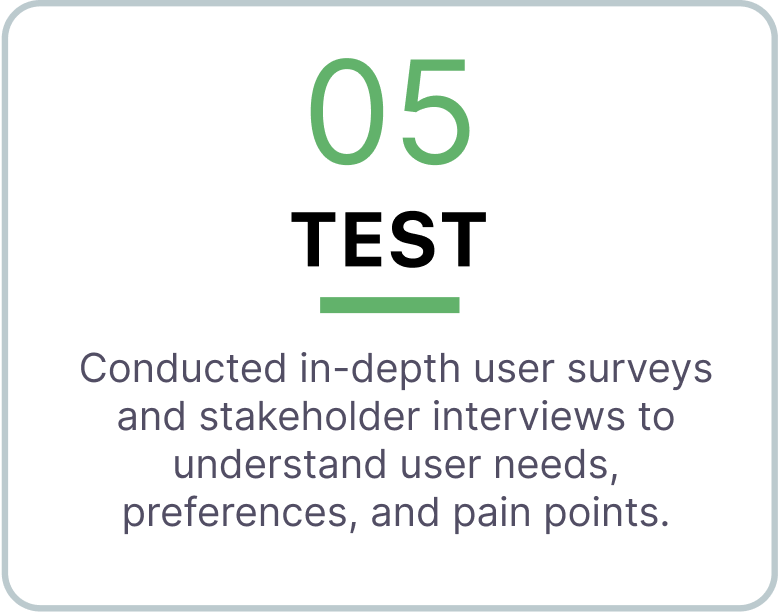 05
TEST
Conducted in-depth user surveys
and stakeholder interviews to
understand user needs,
preferences, and pain points.